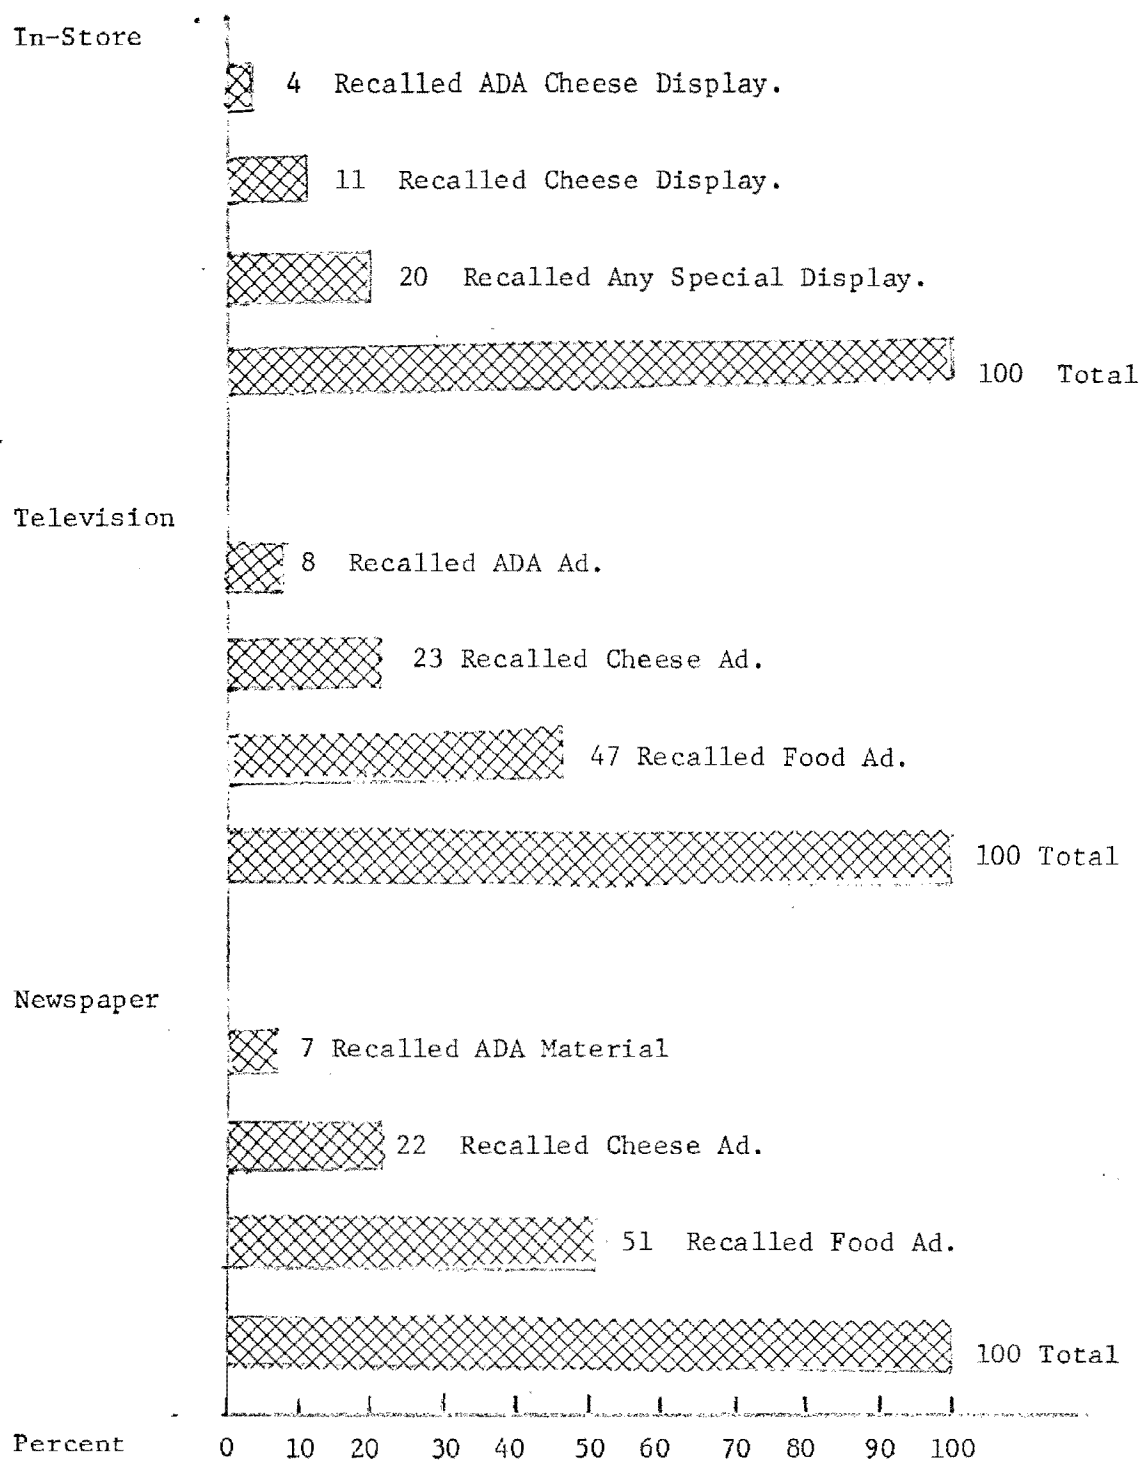 In-Store
4 Recalled ADA Cheese Display.
11 Recalled Cheese Display.
20 Recalled Any Special Display.
100 Total
Television
8 Recalled ADA Ad.
23 Recalled Cheese Ad.
47 Recalled Food Ad.
100 Total
Newspaper
7 Recalled ADA Material
22 Recalled Cheese Ad.
51 Recalled Food Ad.
100 Total
Percent 0 10 20 30 40 50 60 70 80 90 100